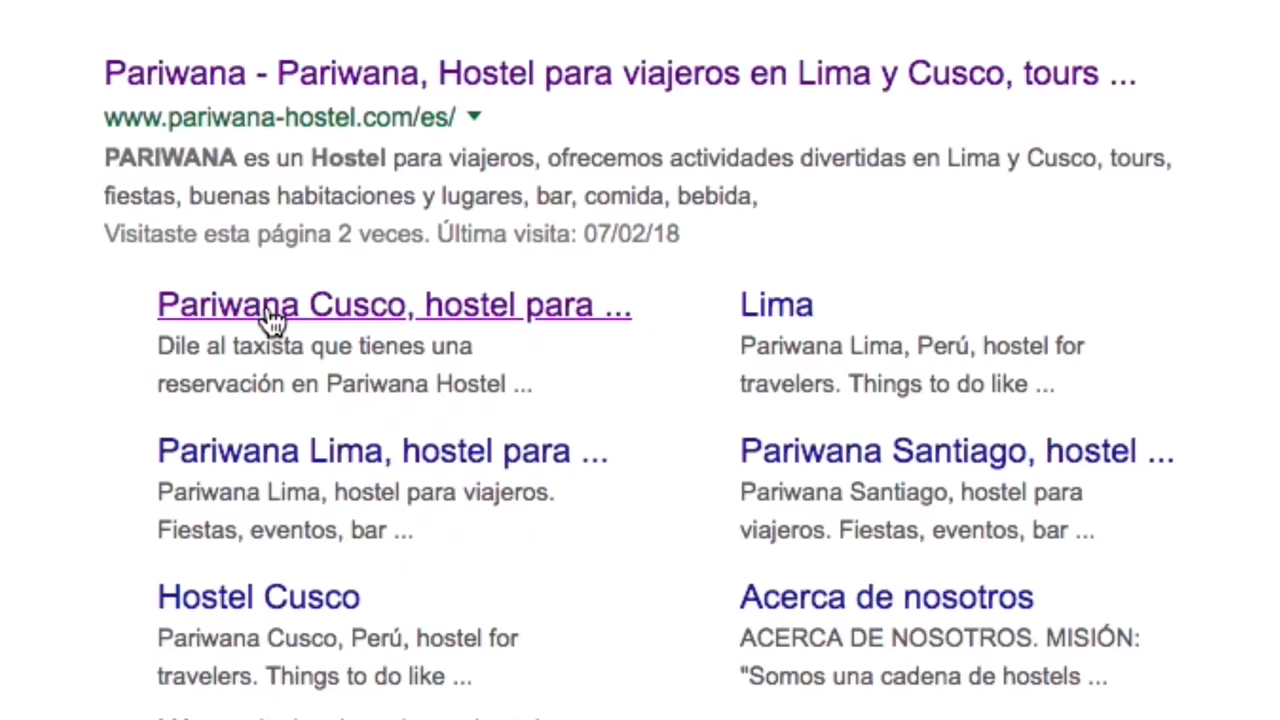 Pariwana - Pariwana, Hostel para viajeros en Lima y Cusco, tours ...
www.pariwana-hostel.com/es/
PARIWANA es un Hostel para viajeros, ofrecemos actividades divertidas en Lima y Cusco, tours,
fiestas, buenas habitaciones y lugares, bar, comida, bebida,
Visitaste esta página 2 veces. Última visita: 07/02/18
Pariwana Cusco, hostel para ...
Dile al taxista que tienes una
reservación en Pariwana Hostel ...
Lima
Pariwana Lima, Perú, hostel for
travelers. Things to do like ...
Pariwana Lima, hostel para ...
Pariwana Lima, hostel para viajeros.
Fiestas, eventos, bar ...
Pariwana Santiago, hostel ...
Pariwana Santiago, hostel para
viajeros. Fiestas, eventos, bar ...
Hostel Cusco
Pariwana Cusco, Perú, hostel for
travelers. Things to do like ...
Acerca de nosotros
ACERCA DE NOSOTROS. MISIÓN:
"Somos una cadena de hostels ...